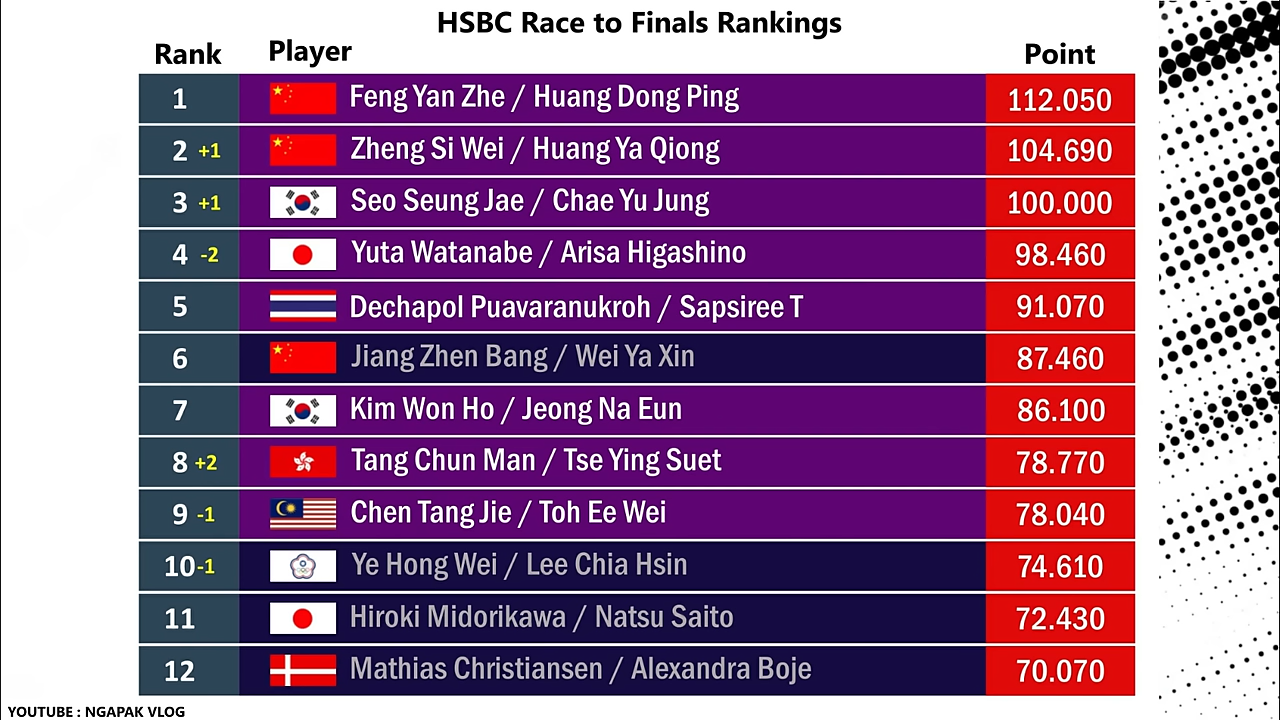 HSBC Race to Finals Rankings
Rank Player Point
1 Feng Yan Zhe / Huang Dong Ping 112.050
2 +1 Zheng Si Wei / Huang Ya Qiong 104.690
3 +1 Seo Seung Jae / Chae Yu Jung 100.000
4 -2 Yuta Watanabe / Arisa Higashino 98.460
5 Dechapol Puavaranukroh / Sapsiree T 91.070
6 Jiang Zhen Bang / Wei Ya Xin 87.460
7 Kim Won Ho / Jeong Na Eun 86.100
8 +2 Tang Chun Man / Tse Ying Suet 78.770
9 -1 Chen Tang Jie / Toh Ee Wei 78.040
10 -1 Ye Hong Wei / Lee Chia Hsin 74.610
11 Hiroki Midorikawa / Natsu Saito 72.430
12 Mathias Christiansen / Alexandra Boje 70.070
YOUTUBE : NGAPAK VLOG